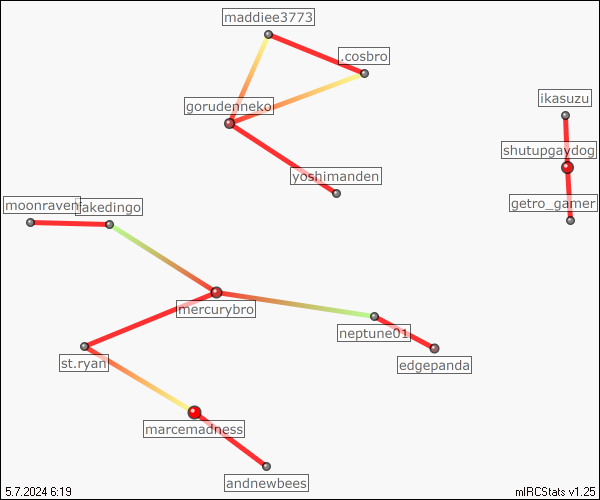 maddiee3773
.cosbro
gorudenneko
ikasuzu
shutupgaydog
yoshimanden
getro_gamer
moonraven
fakedingo
mercurybro
neptune01
edgepanda
st.ryan
marcemadness
andnewbees
5.7.2024 6:19
mIRCStats v1.25